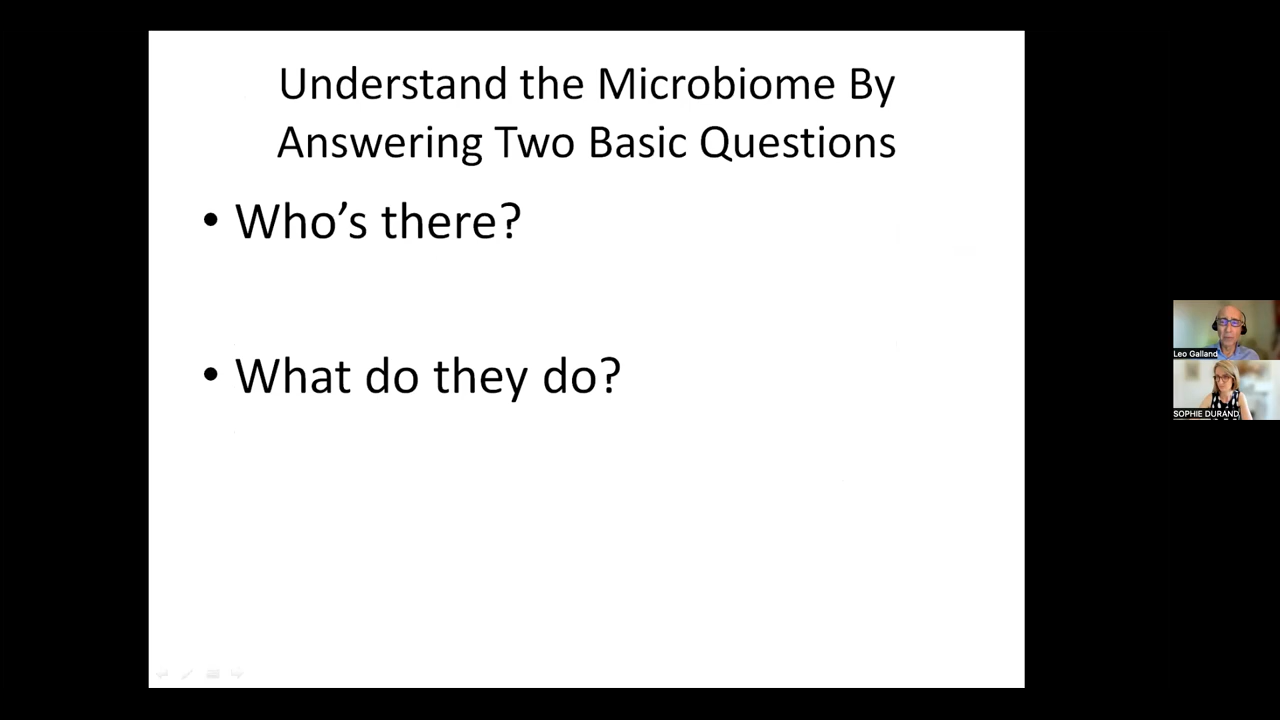 Understand the Microbiome By
Answering Two Basic Questions
• Who’s there?
• What do they do?
Leo Galland
SOPHIE DURAND